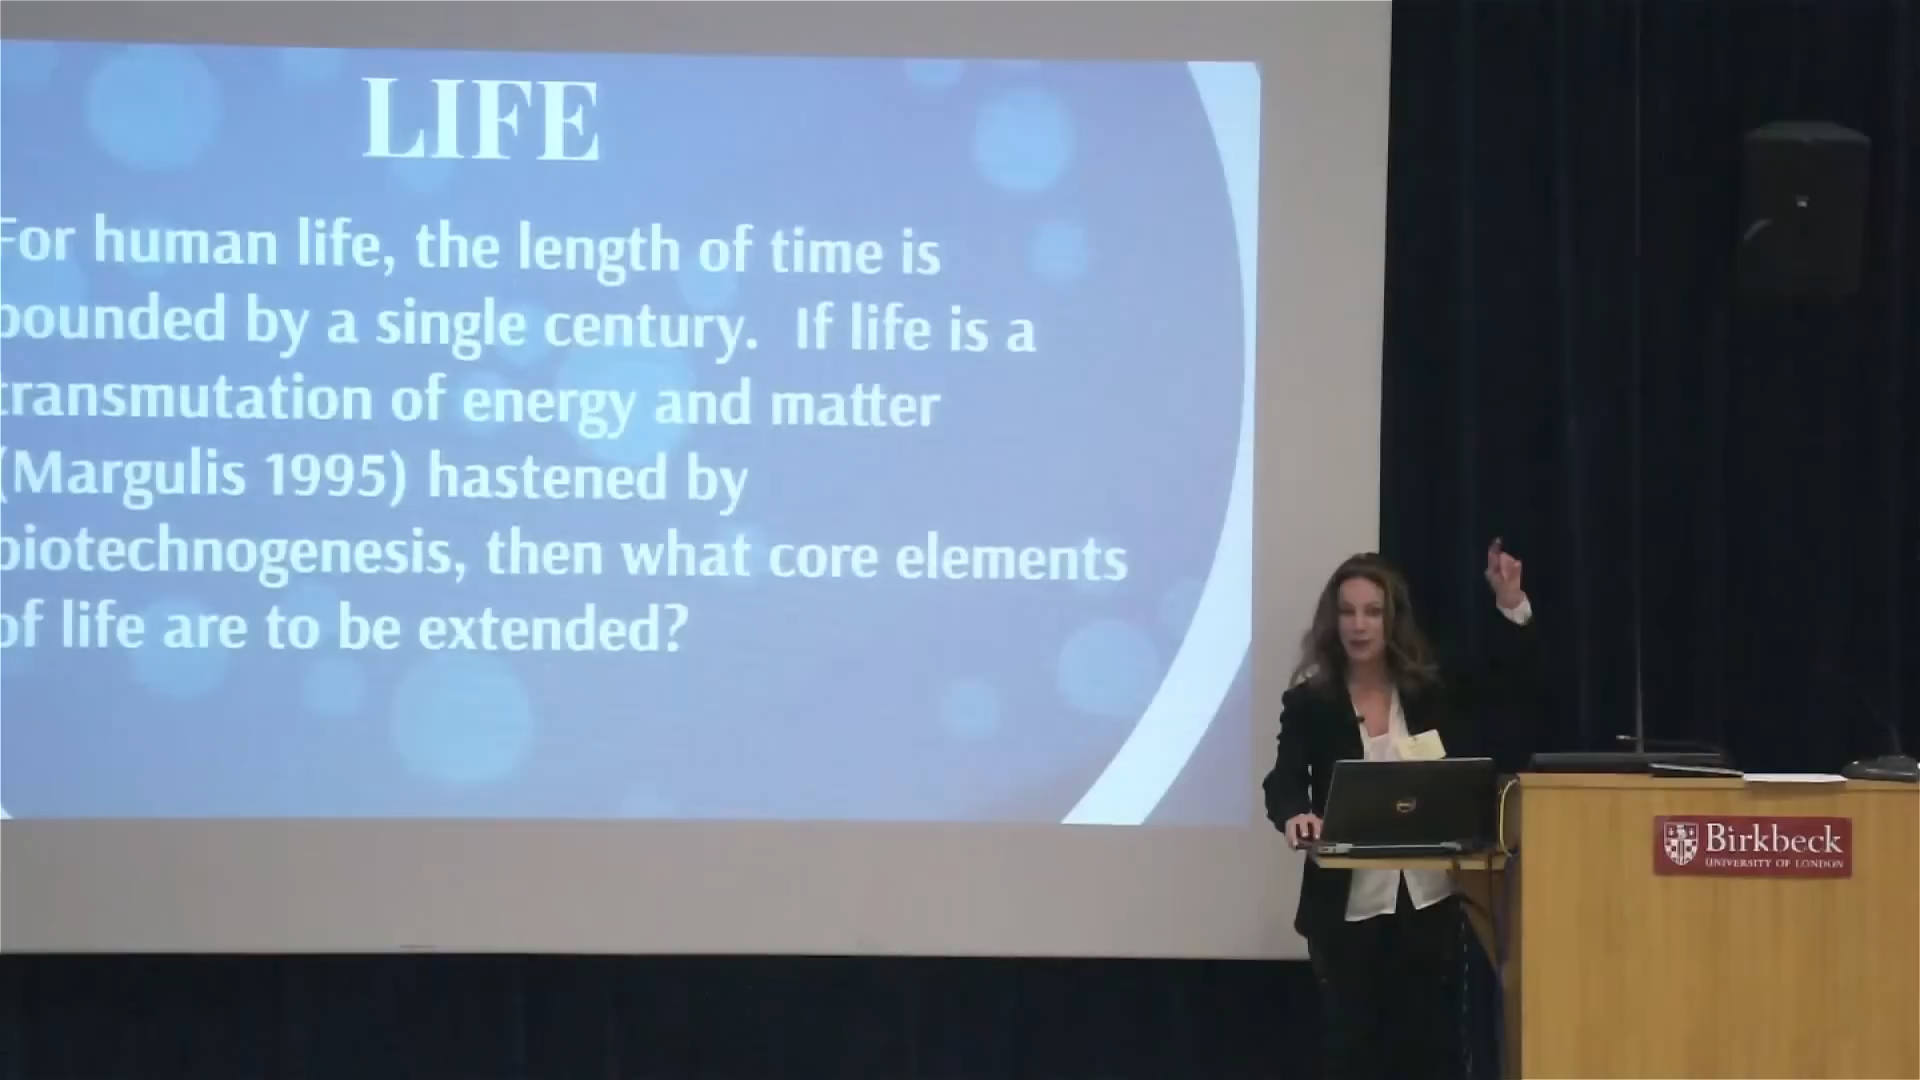 LIFE
For human life, the length of time is
bounded by a single century. If life is a
transmutation of energy and matter
(Margulis 1995) hastened by
biotechnogenesis, then what core elements
of life are to be extended?
Birkbeck
UNIVERSITY OF LONDON